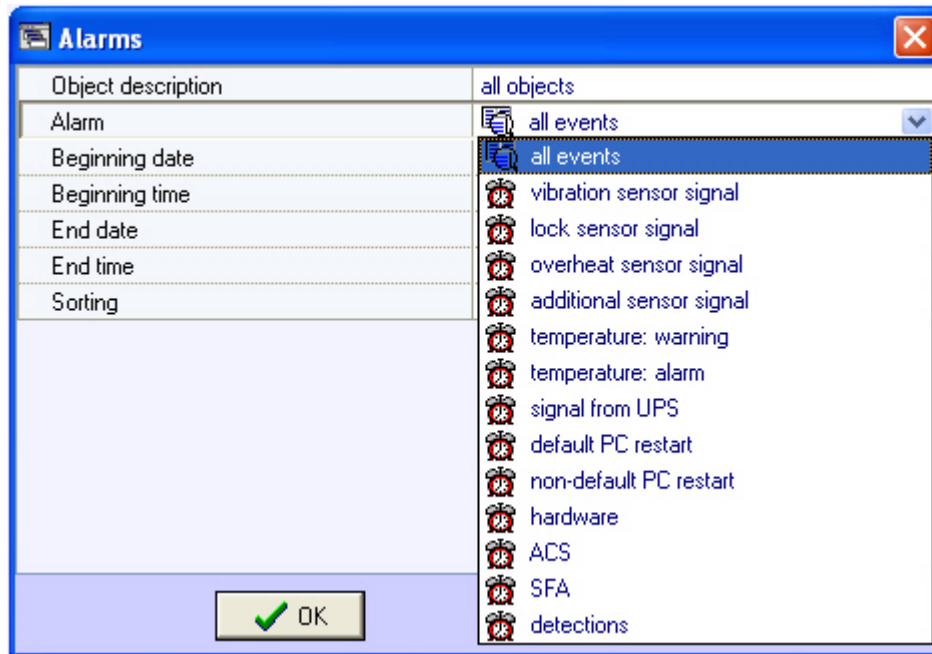 Alarms
Object description all objects
Alarm all events
Beginning date all events
Beginning time vibration sensor signal
End date lock sensor signal
End time overheat sensor signal
Sorting additional sensor signal
temperature: warning
temperature: alarm
signal from UPS
default PC restart
non-default PC restart
hardware
ACS
SFA
detections
OK